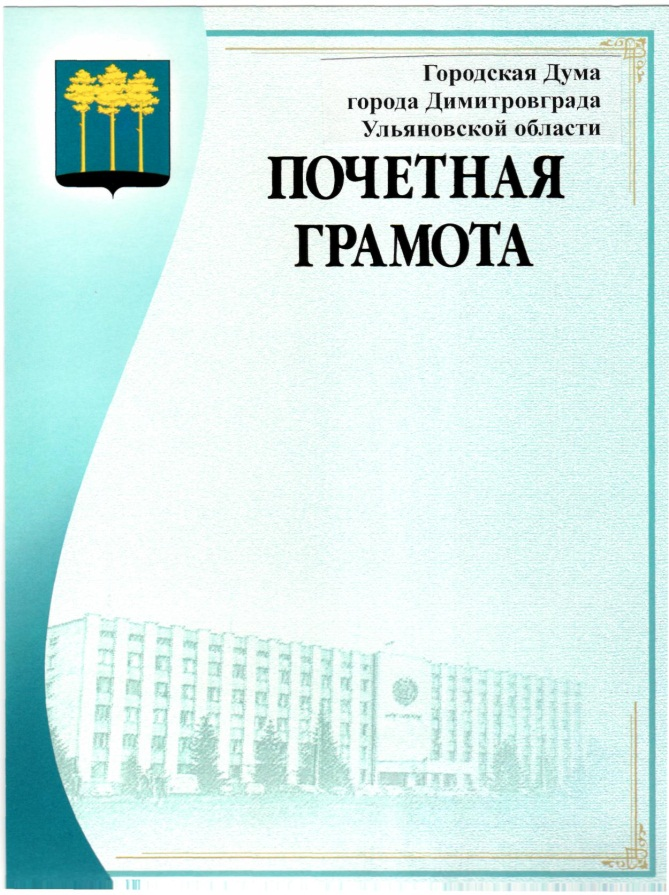 Городская Дума
города Димитровграда
Ульяновской области
ПОЧЕТНАЯ
ГРАМОТА